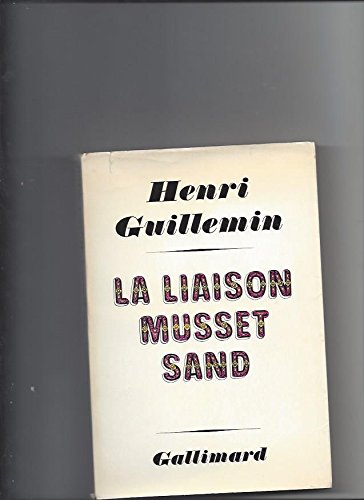 Henri
Guillemin
LA LIAISON
MUSSET
SAND
Gallimard